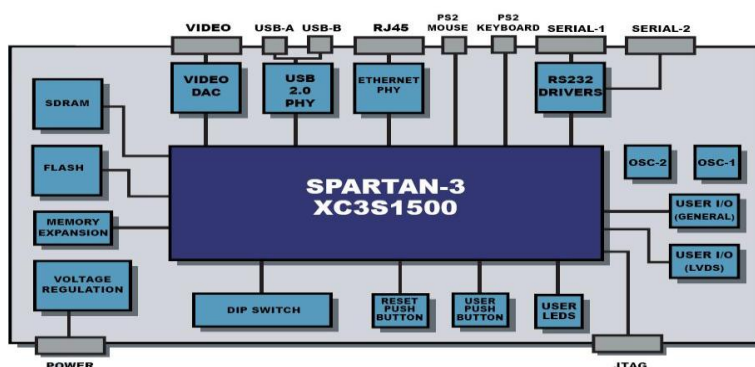 VIDEO
USB-A USB-B
RJ45
PS2
MOUSE
PS2
KEYBOARD
SERIAL-1
SERIAL-2
SDRAM
VIDEO
DAC
USB
2.0
PHY
ETHERNET
PHY
RS232
DRIVERS
FLASH
OSC-2
OSC-1
SPARTAN-3
XC3S1500
MEMORY
EXPANSION
USER I/O
(GENERAL)
USER I/O
(LVDS)
VOLTAGE
REGULATION
DIP SWITCH
RESET
PUSH
BUTTON
USER
PUSH
BUTTON
USER
LEDS
POWER
JTAG